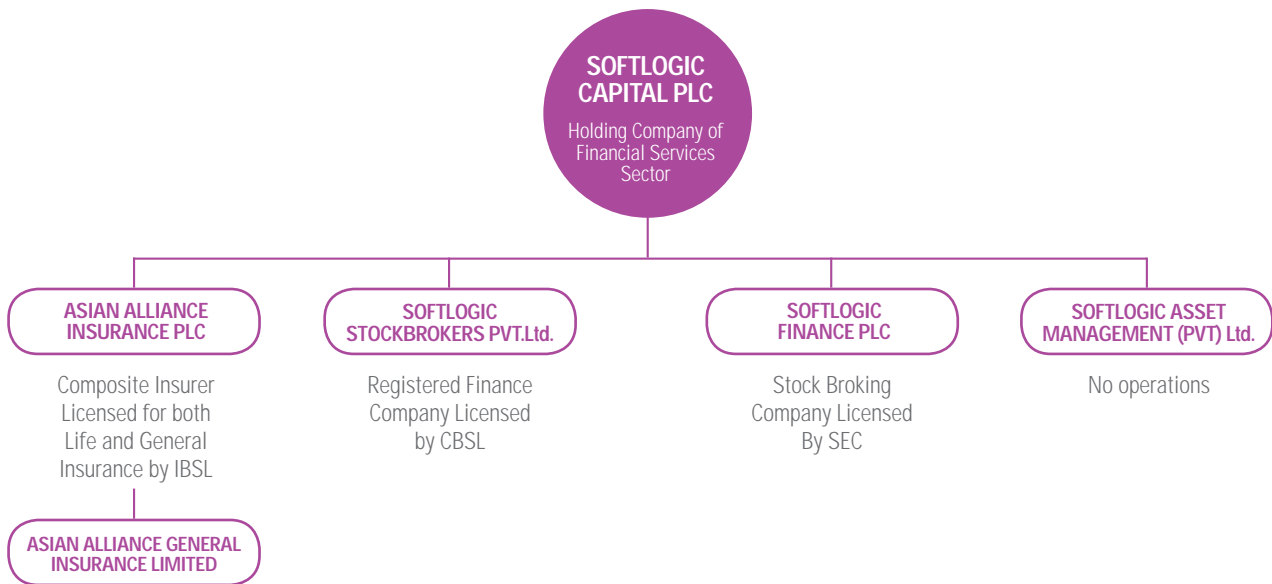 SOFTLOGIC
CAPITAL PLC
Holding Company of
Financial Services
Sector
ASIAN ALLIANCE
INSURANCE PLC
Composite Insurer
Licensed for both
Life and General
Insurance by IBSL
ASIAN ALLIANCE GENERAL
INSURANCE LIMITED
SOFTLOGIC
STOCKBROKERS PVT.Ltd.
Registered Finance
Company Licensed
by CBSL
SOFTLOGIC
FINANCE PLC
Stock Broking
Company Licensed
By SEC
SOFTLOGIC ASSET
MANAGEMENT (PVT) Ltd.
No operations